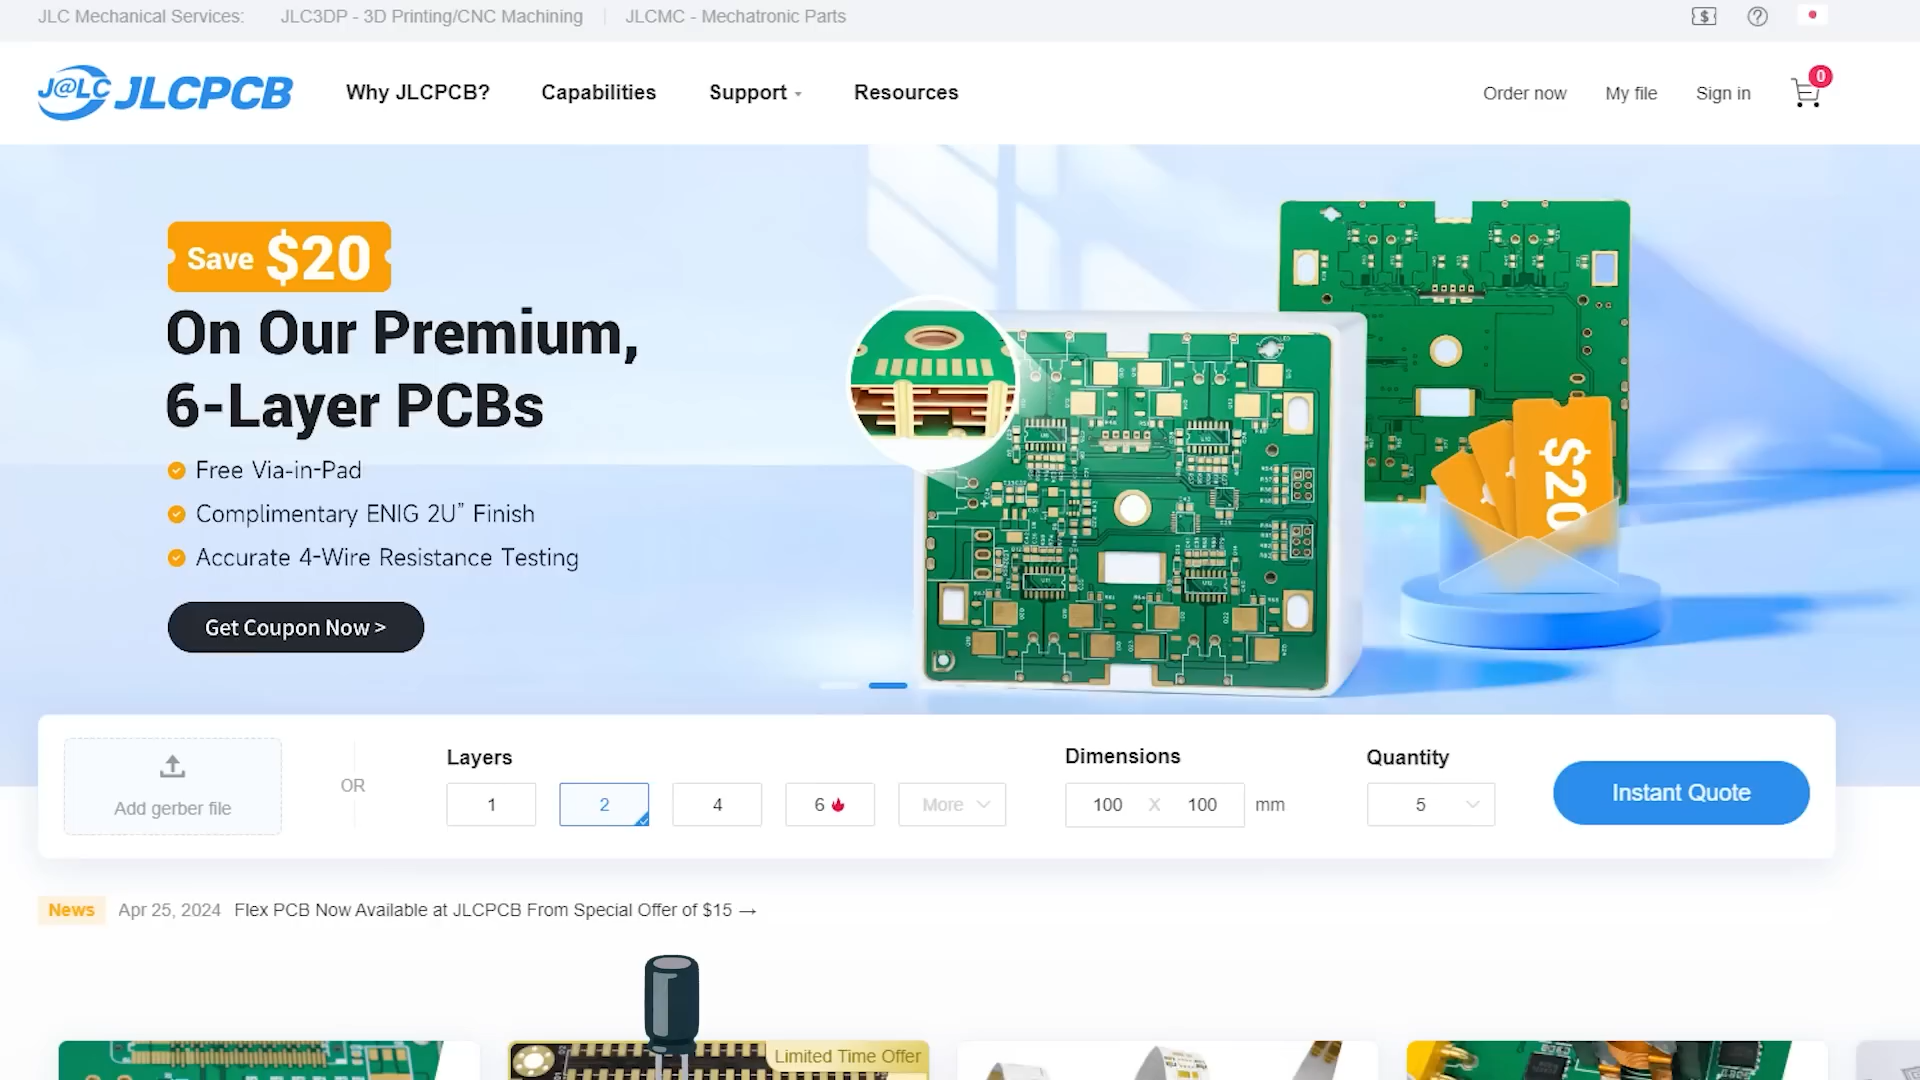 JLC Mechanical Services: JLC3DP - 3D Printing/CNC Machining JLCMC - Mechatronic Parts
J@LC JLCPCB Why JLCPCB? Capabilities Support Resources Order now My file Sign in 0
Save $20
On Our Premium,
6-Layer PCBs
Free Via-in-Pad
Complimentary ENIG 2U" Finish
Accurate 4-Wire Resistance Testing
Get Coupon Now >
$20
Layers Dimensions Quantity
Add gerber file OR 1 2 4 6 More 100 X 100 mm 5 Instant Quote
News Apr 25, 2024 Flex PCB Now Available at JLCPCB From Special Offer of $15 →
Limited Time Offer